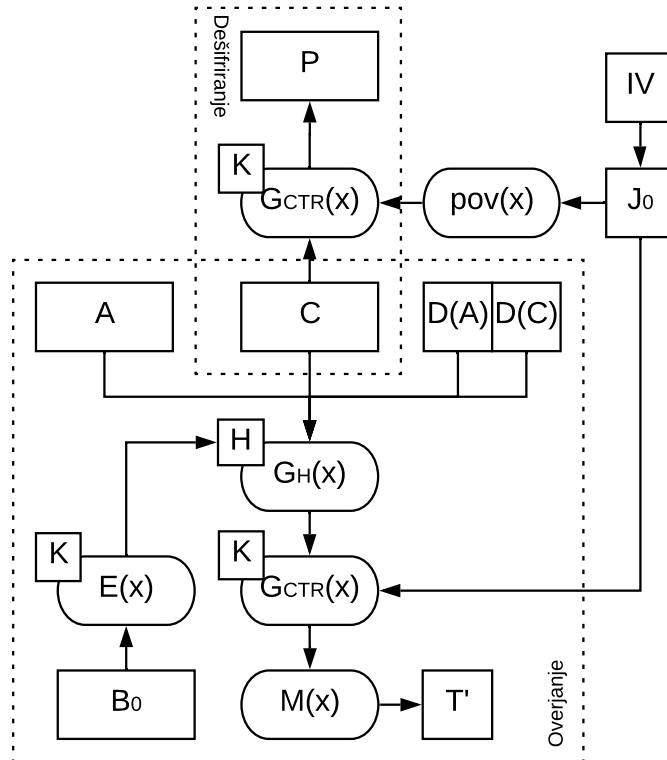 Dešifriranje
P
IV
K
GCTR(x)
pov(x)
J0
A
C
D(A)
D(C)
H
GH(x)
K
E(x)
K
GCTR(x)
B0
M(x)
T'
Overjanje